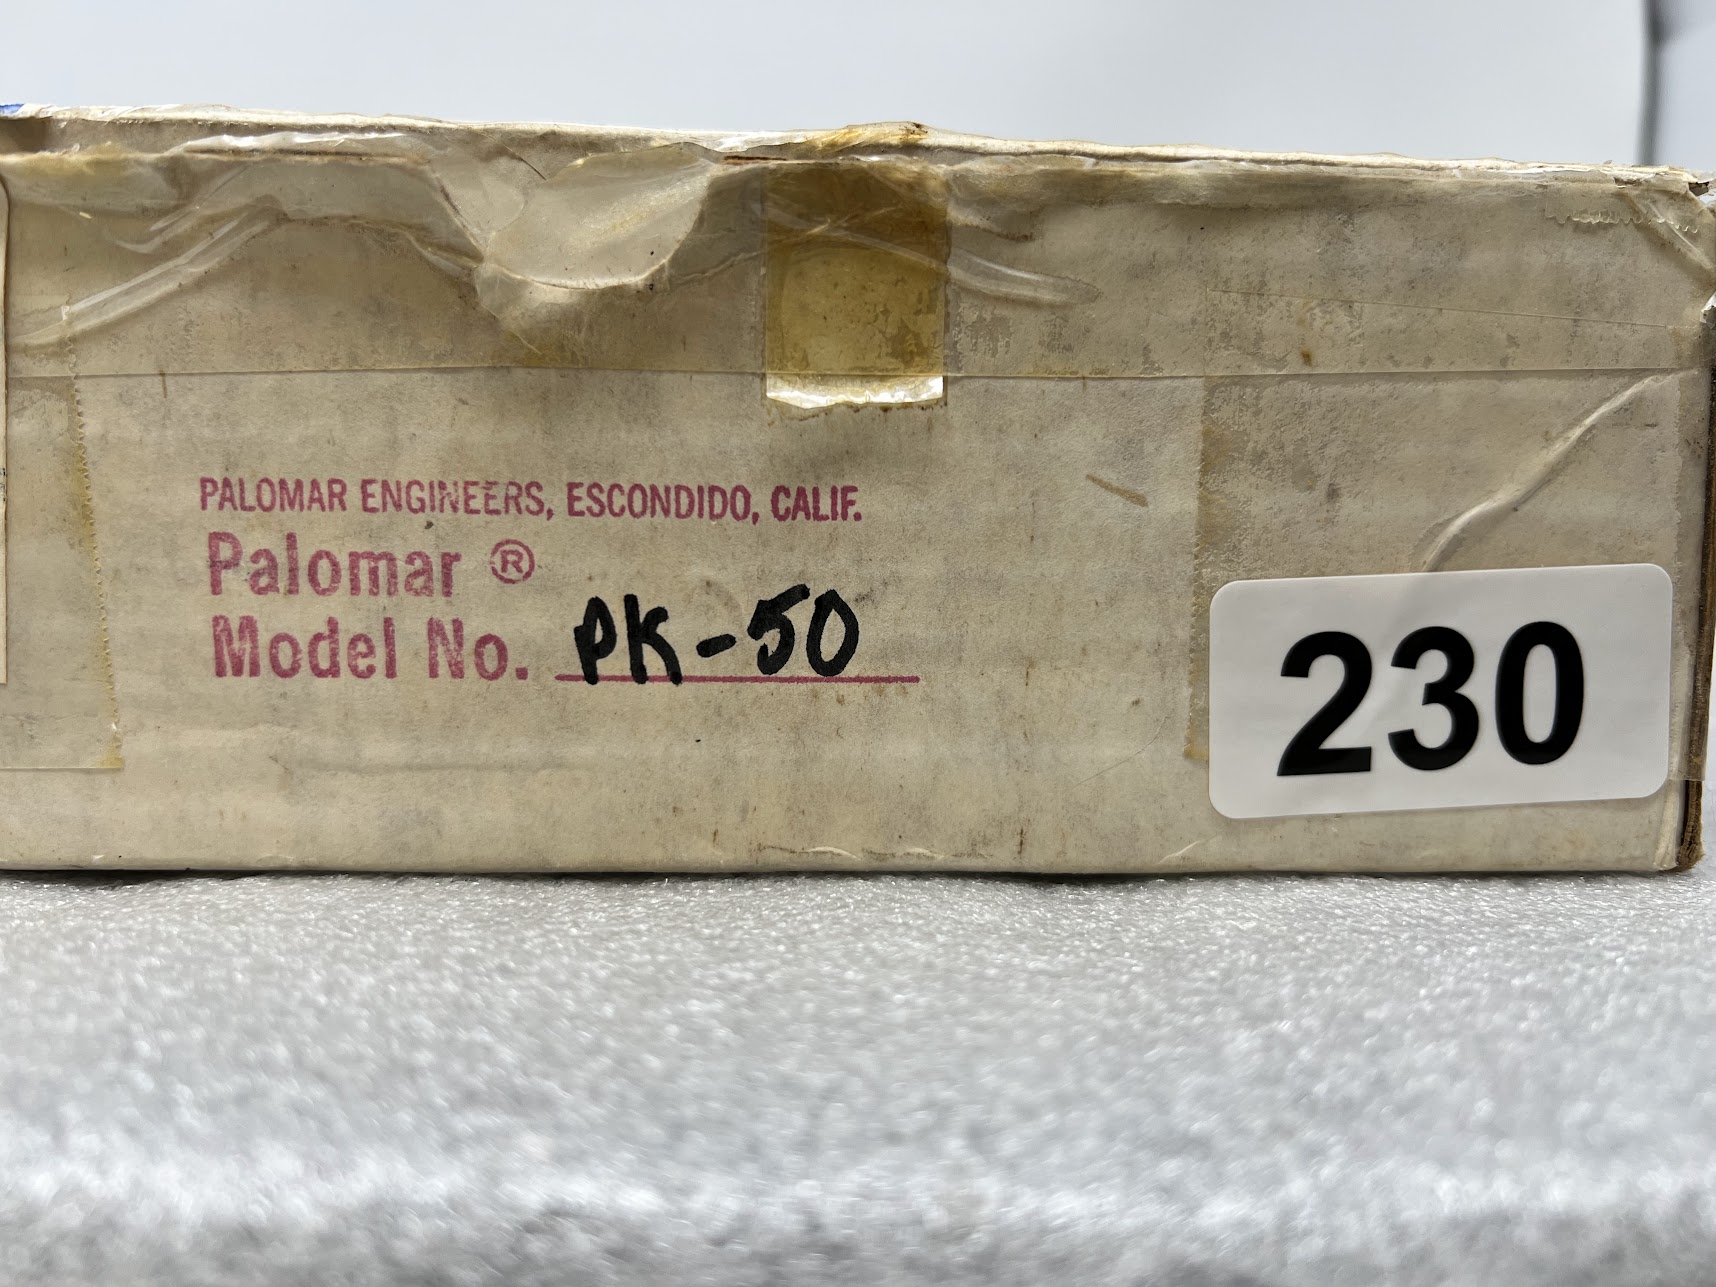 PALOMAR ENGINEERS, ESCONDIDO, CALIF.
Palomar ®
Model No. PK-50
230